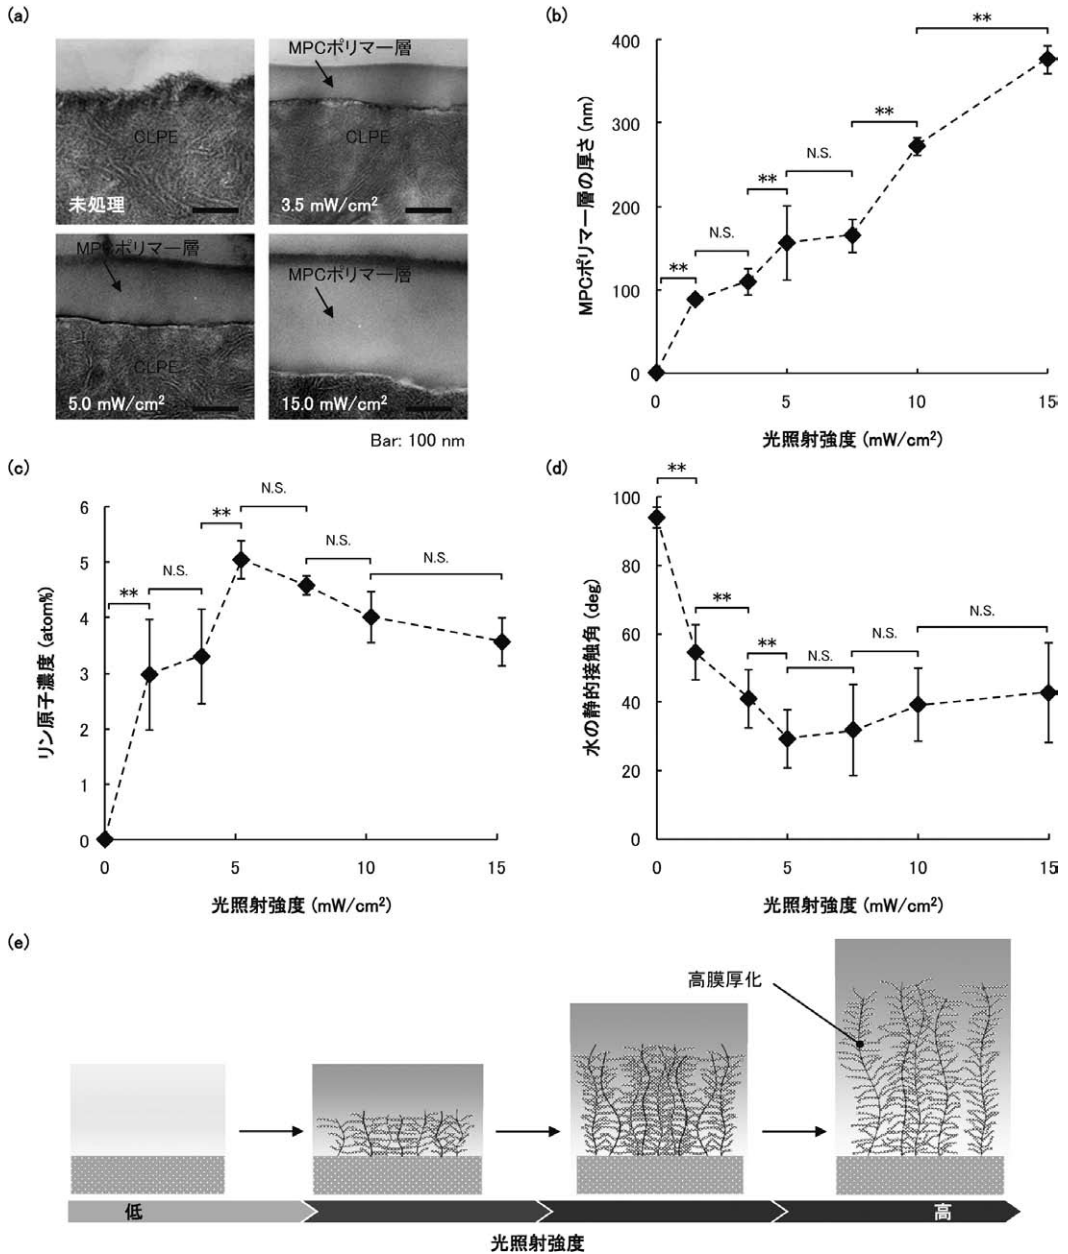 (a)
MPCポリマー層
CLPE
CLPE
未処理
3.5 mW/cm²
MPCポリマー層
MPCポリマー層
CLPE
5.0 mW/cm²
15.0 mW/cm²
Bar: 100 nm
(b)
MPCポリマー層の厚さ (nm)
400
300
200
100
0
**
N.S.
**
N.S.
**
**
0
5
10
15
光照射強度 (mW/cm²)
(c)
リン原子濃度 (atom%)
6
5
4
3
2
1
0
**
N.S.
**
N.S.
N.S.
N.S.
0
5
10
15
光照射強度 (mW/cm²)
(d)
水の静的接触角 (deg)
100
80
60
40
20
0
**
**
**
N.S.
N.S.
N.S.
0
5
10
15
光照射強度 (mW/cm²)
(e)
高膜厚化
低
高
光照射強度